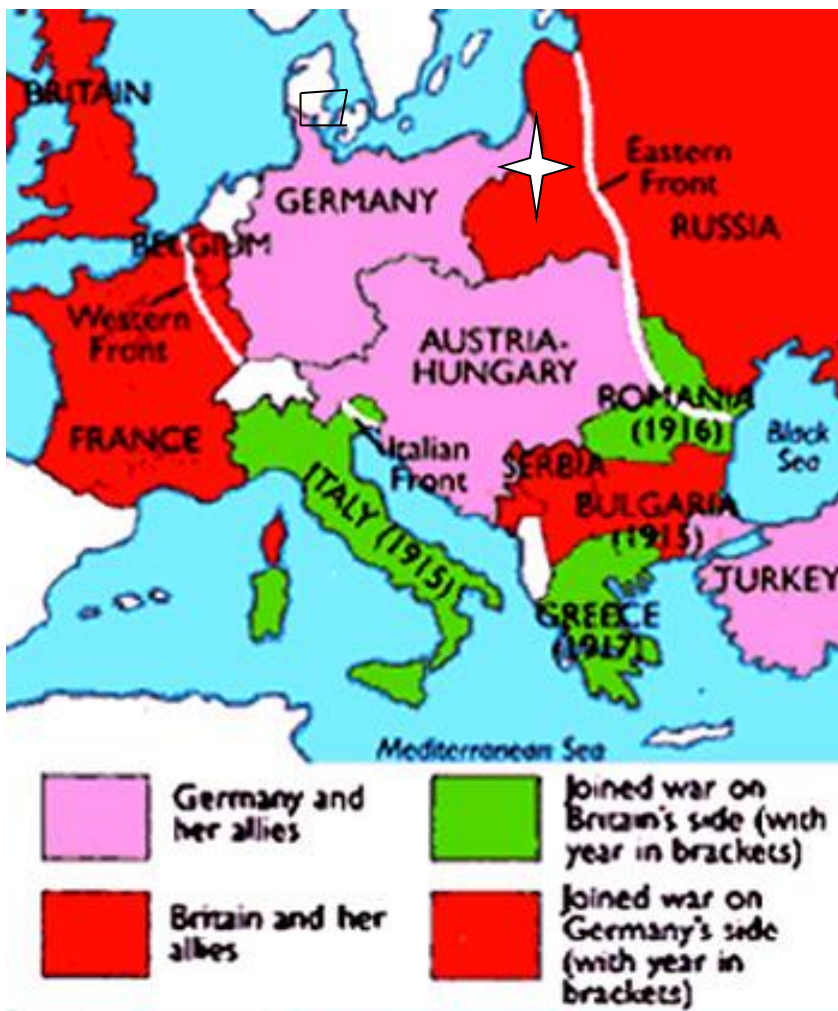 BRITAIN
GERMANY
Eastern
Front
RUSSIA
BELGIUM
Western
Front
AUSTRIA-
HUNGARY
FRANCE
ROMANIA
(1916)
Black
Sea
Italian
Front
SERBIA
ITALY (1915)
BULGARIA
(1915)
TURKEY
GREECE
(1917)
Mediterranean Sea
Germany and
her allies
Joined war on
Britain's side (with
year in brackets)
Britain and her
allies
Joined war on
Germany's side
(with year in
brackets)